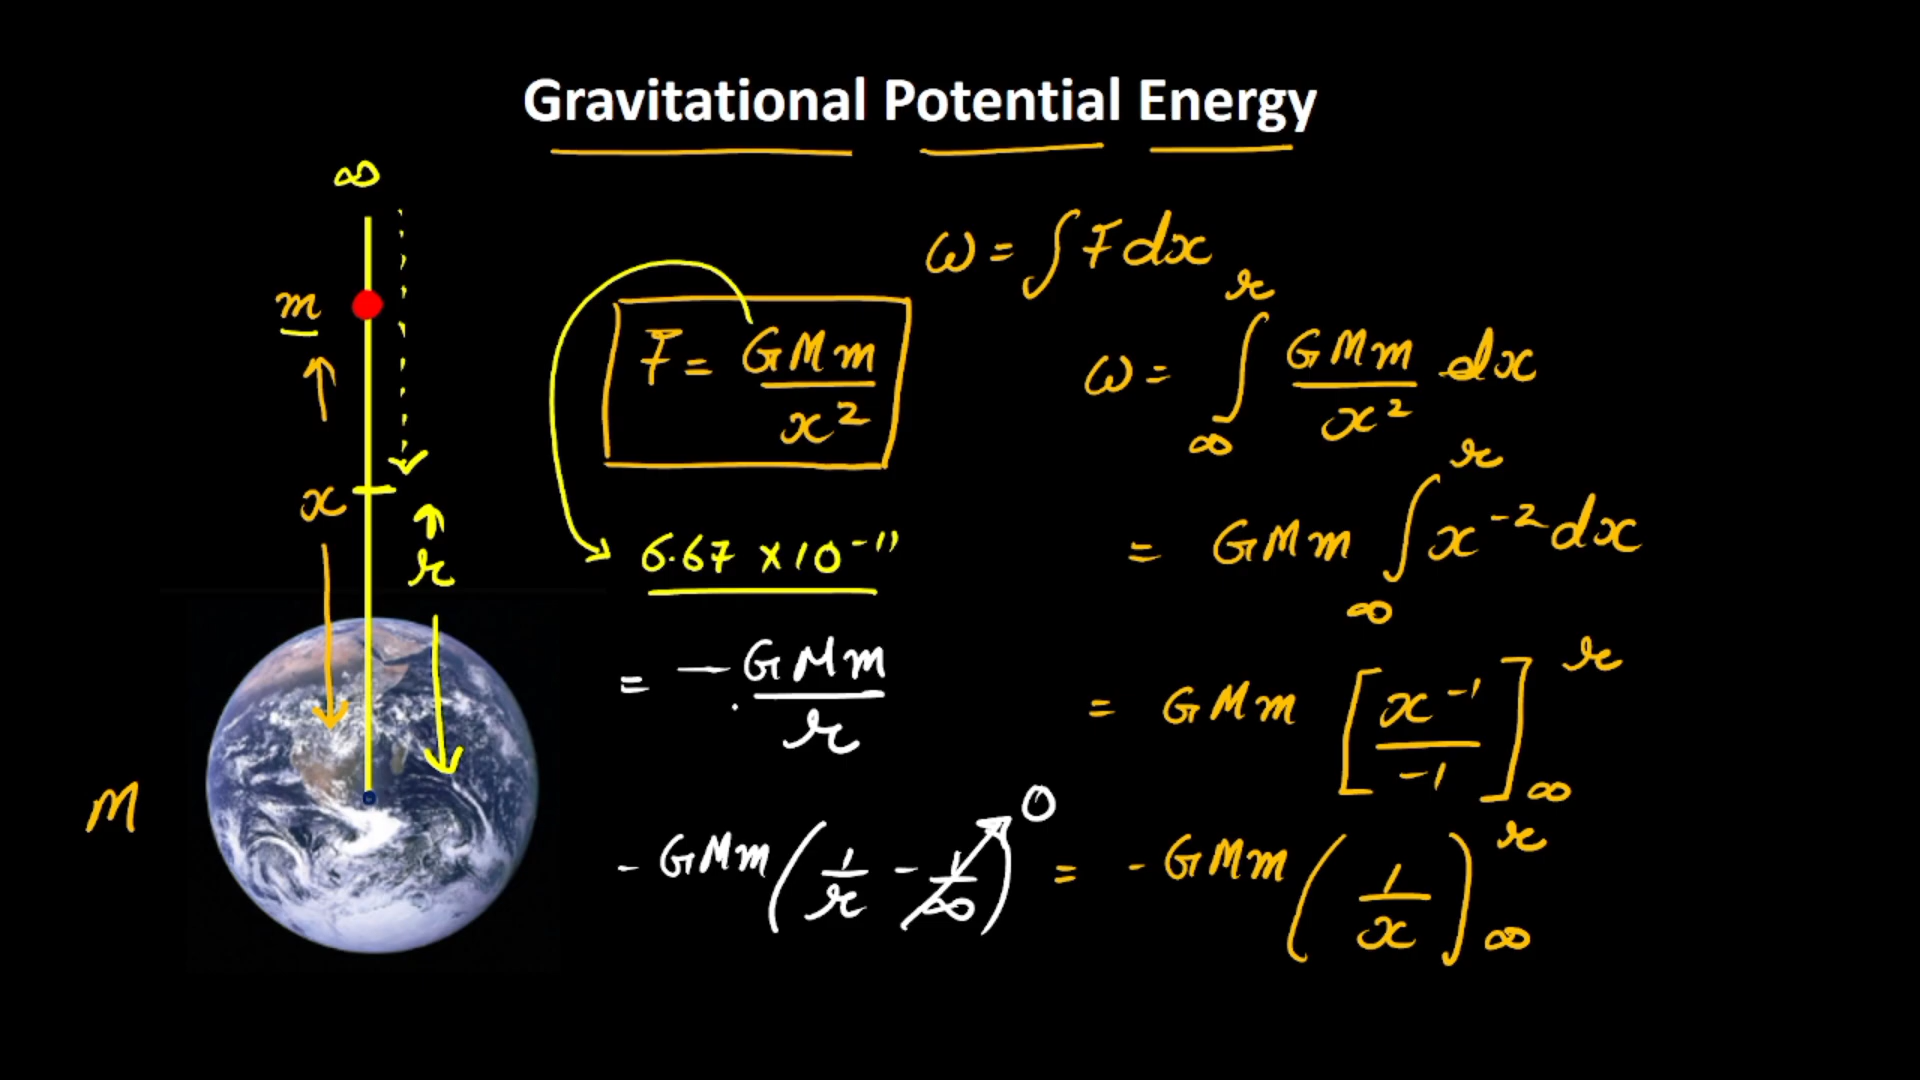 Gravitational Potential Energy
∞
m
x
r
M
F = GMm / x²
6.67 × 10⁻¹¹
ω = ∫ F dx
ω = ∫_∞^r GMm / x² dx
= GMm ∫_∞^r x⁻² dx
= GMm [x⁻¹ / -1]_∞^r
= - GMm (1 / x)_∞^r
- GMm (1 / r - 1 / ∞) 0
= - GMm / r